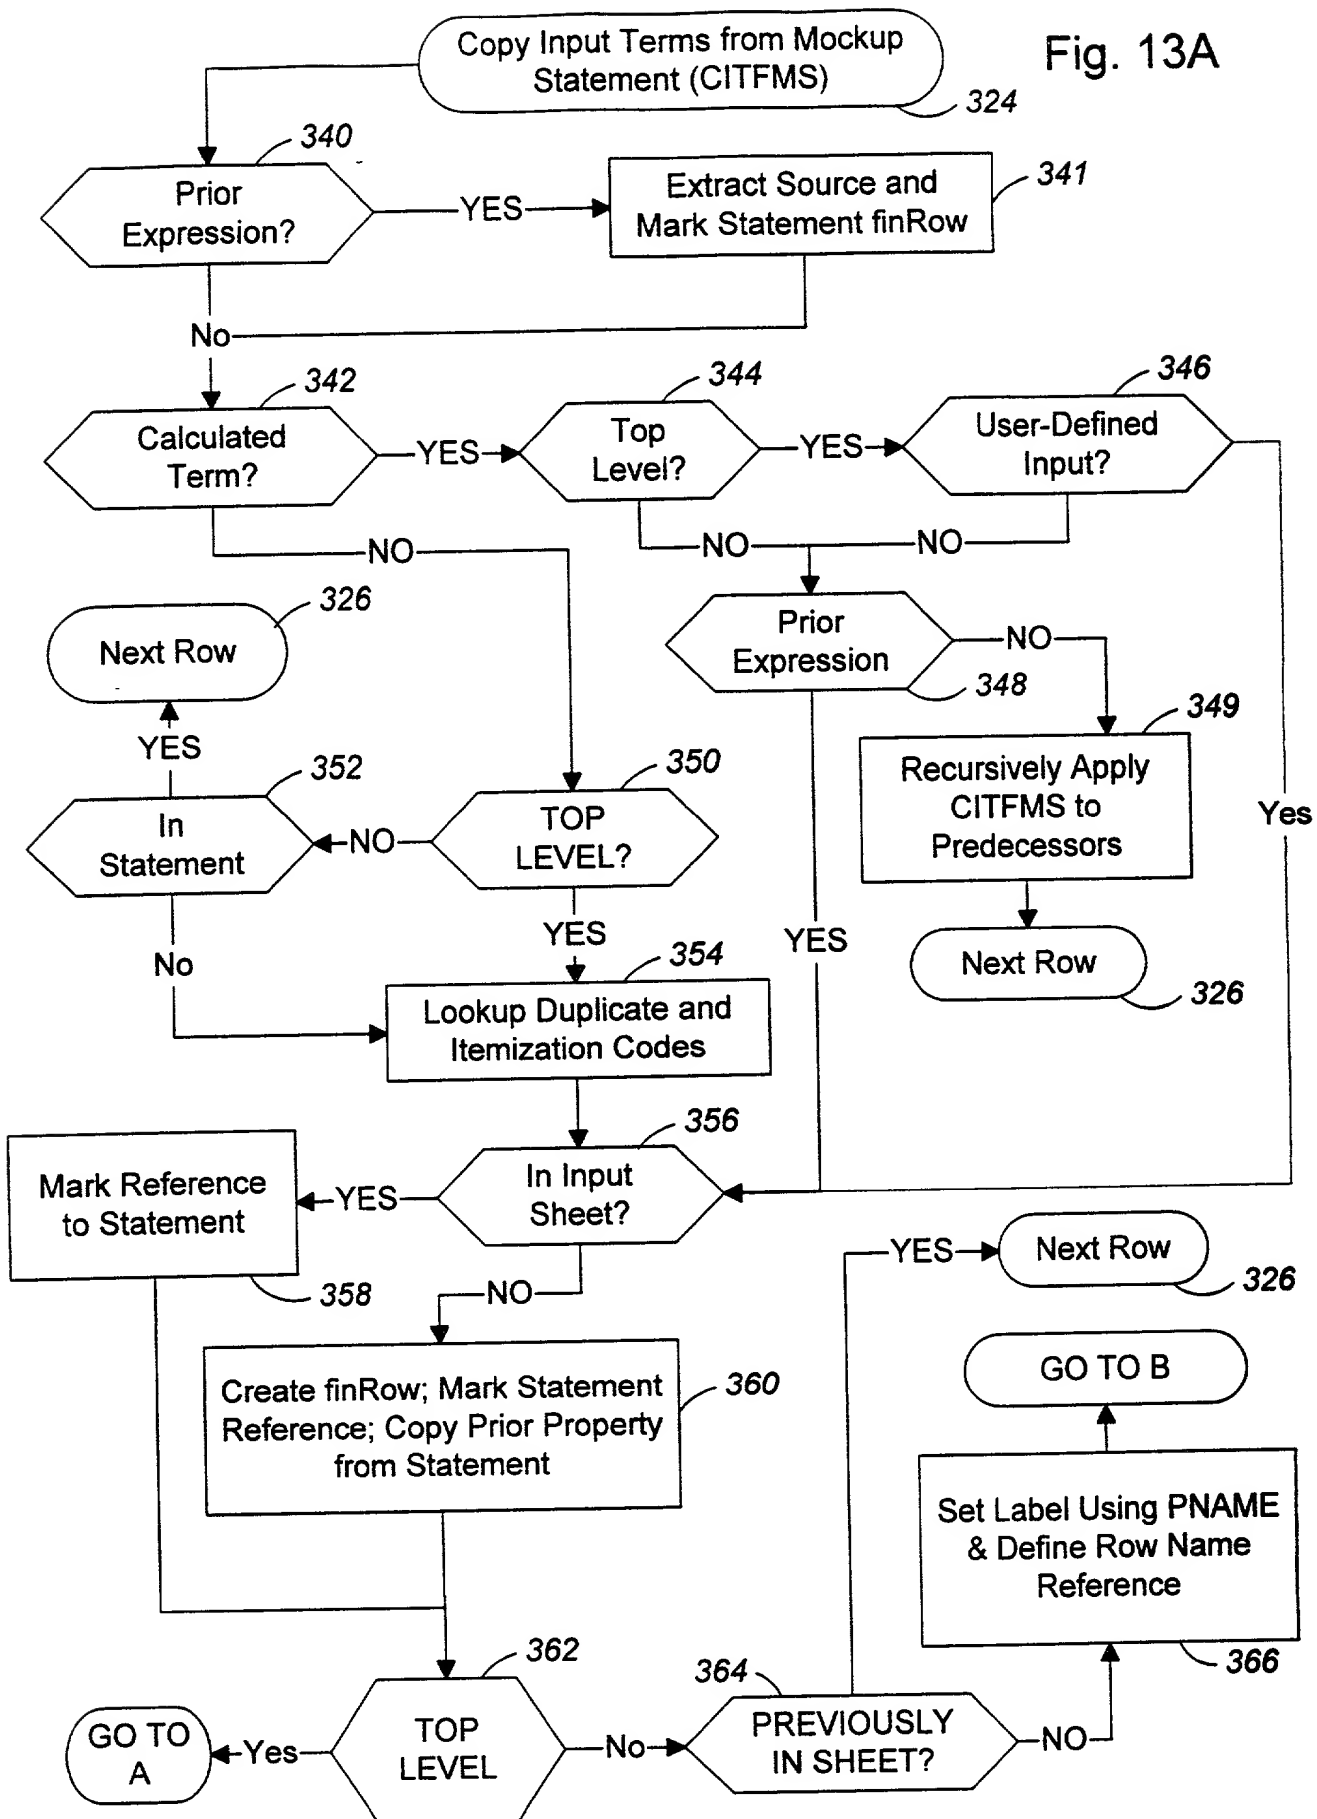 Copy Input Terms from Mockup
Statement (CITFMS)
Fig. 13A
324
340
Prior
Expression?
YES
Extract Source and
Mark Statement finRow
341
No
342
Calculated
Term?
YES
344
Top
Level?
YES
346
User-Defined
Input?
NO
NO
NO
326
Next Row
Prior
Expression
348
NO
349
Recursively Apply
CITFMS to
Predecessors
Yes
YES
352
In
Statement
NO
350
TOP
LEVEL?
YES
YES
Next Row
326
No
354
Lookup Duplicate and
Itemization Codes
356
In Input
Sheet?
YES
Mark Reference
to Statement
358
NO
YES
Next Row
326
GO TO B
Create finRow; Mark Statement
Reference; Copy Prior Property
from Statement
360
Set Label Using PNAME
& Define Row Name
Reference
366
362
TOP
LEVEL
Yes
GO TO
A
No
364
PREVIOUSLY
IN SHEET?
NO